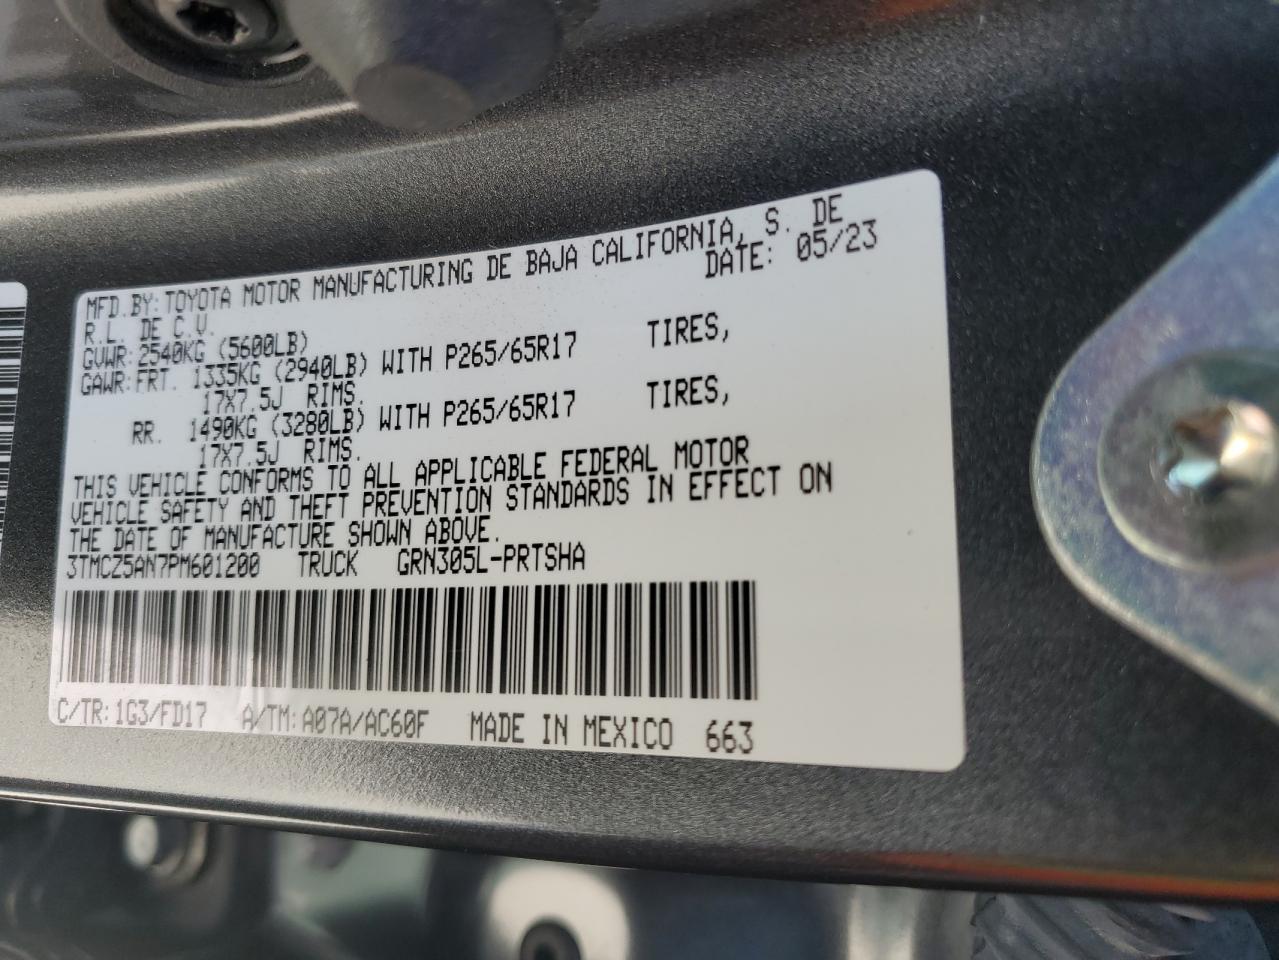 MFD.BY:TOYOTA MOTOR MANUFACTURING DE BAJA CALIFORNIA, S. DE
R.L. DE C.V. DATE: 05/23
GVWR:2540KG (5600LB)
GAWR:FRT. 1335KG (2940LB) WITH P265/65R17 TIRES,
17X7.5J RIMS.
RR. 1490KG (3280LB) WITH P265/65R17 TIRES,
17X7.5J RIMS.
THIS VEHICLE CONFORMS TO ALL APPLICABLE FEDERAL MOTOR
VEHICLE SAFETY AND THEFT PREVENTION STANDARDS IN EFFECT ON
THE DATE OF MANUFACTURE SHOWN ABOVE.
3TMCZ5AN7PM601200 TRUCK GRN305L-PRTSHA
C/TR:1G3/FD17 A/TM:A07A/AC60F MADE IN MEXICO 663